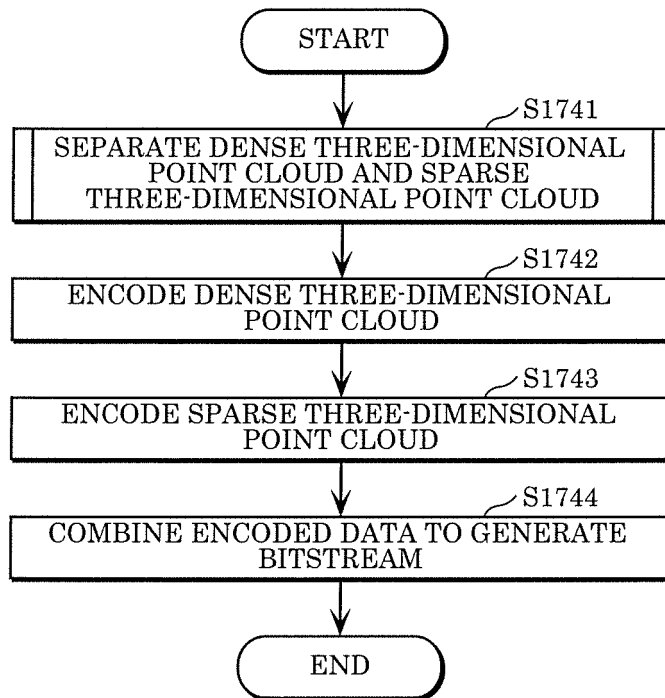 START
S1741
SEPARATE DENSE THREE-DIMENSIONAL
POINT CLOUD AND SPARSE
THREE-DIMENSIONAL POINT CLOUD
S1742
ENCODE DENSE THREE-DIMENSIONAL
POINT CLOUD
S1743
ENCODE SPARSE THREE-DIMENSIONAL
POINT CLOUD
S1744
COMBINE ENCODED DATA TO GENERATE
BITSTREAM
END